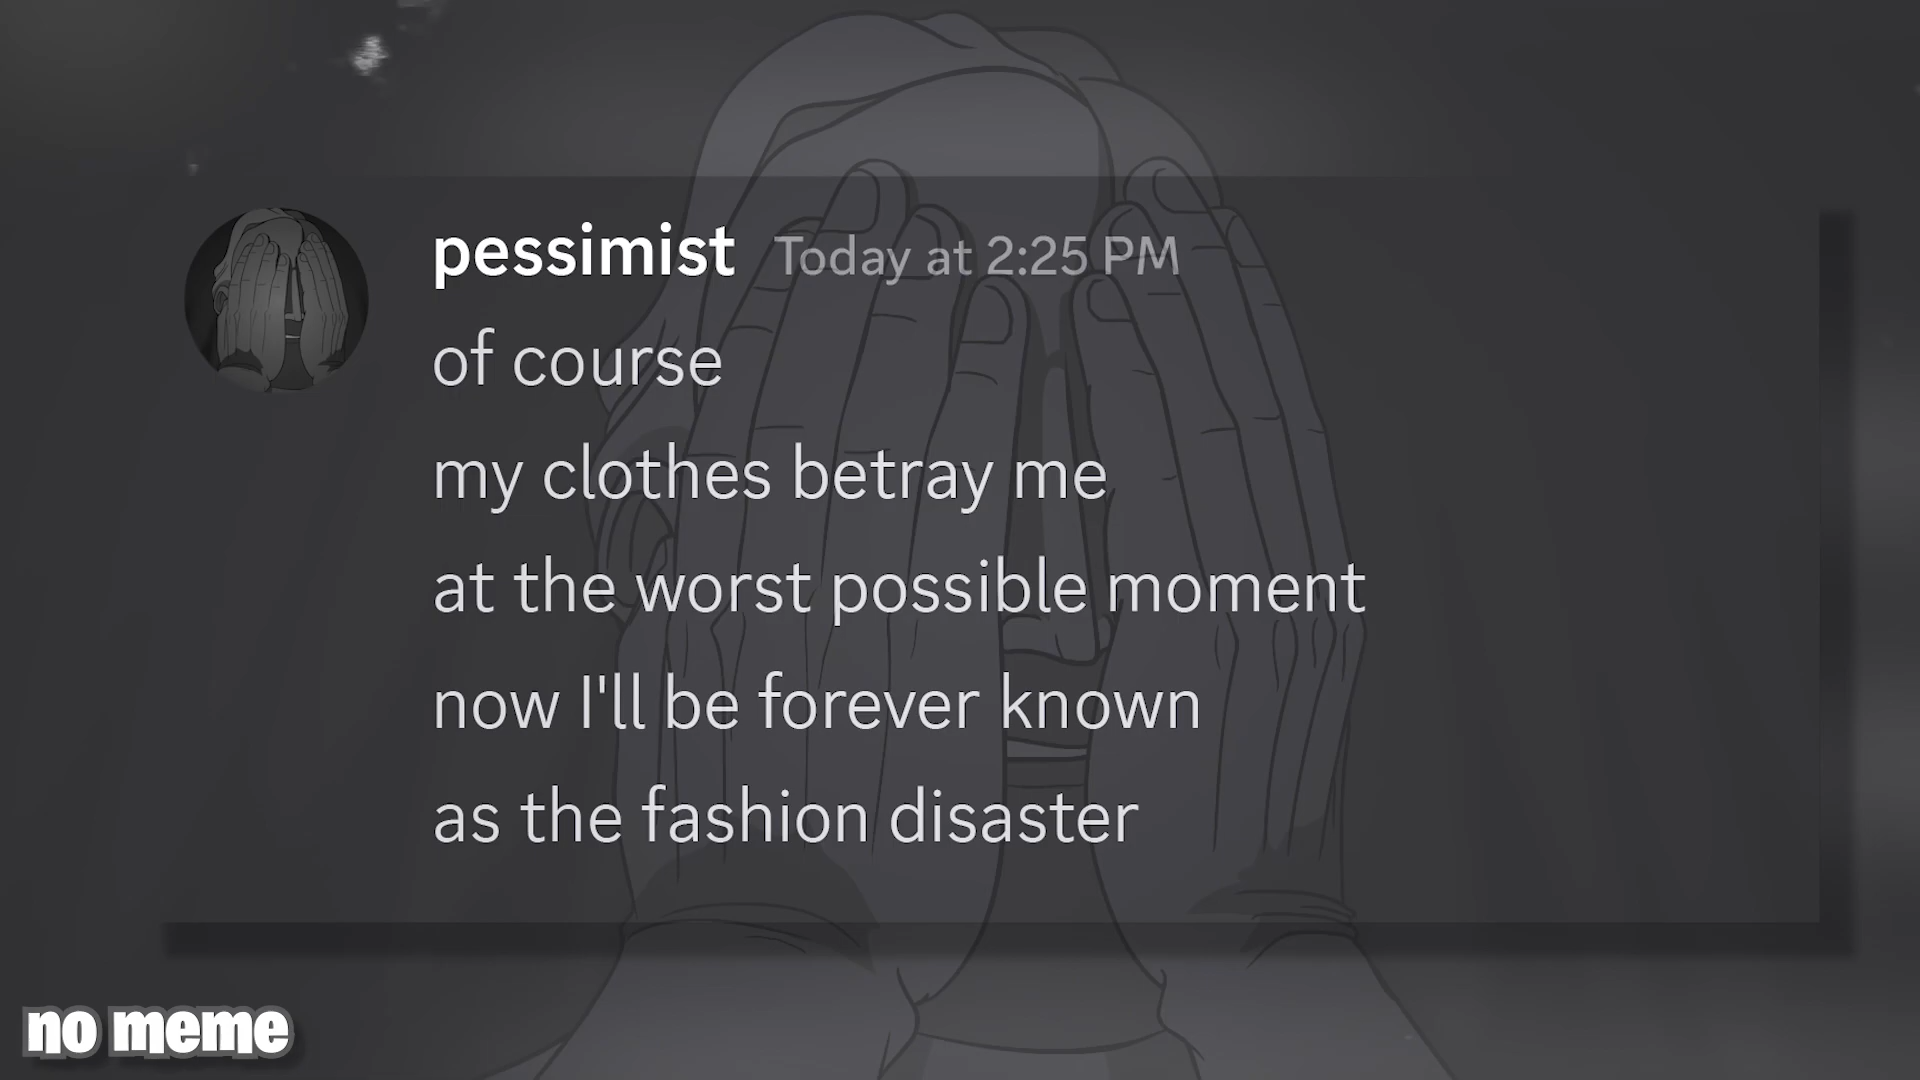 pessimist Today at 2:25 PM
of course
my clothes betray me
at the worst possible moment
now I'll be forever known
as the fashion disaster
no meme